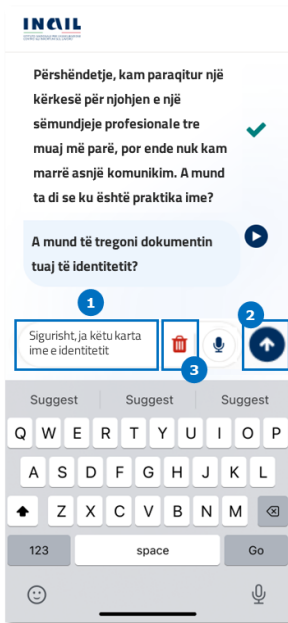 INAIL
Përshëndetje, kam paraqitur një
kërkesë për njohjen e një
sëmundjeje profesionale tre
muaj më parë, por ende nuk kam
marrë asnjë komunikim. A mund
ta di se ku është praktika ime?
A mund të tregoni dokumentin
tuaj të identitetit?
1
2
Sigurisht, ja këtu karta
ime e identitetit
3
Suggest Suggest Suggest
Q W E R T Y U I O P
A S D F G H J K L
Z X C V B N M
123 space Go